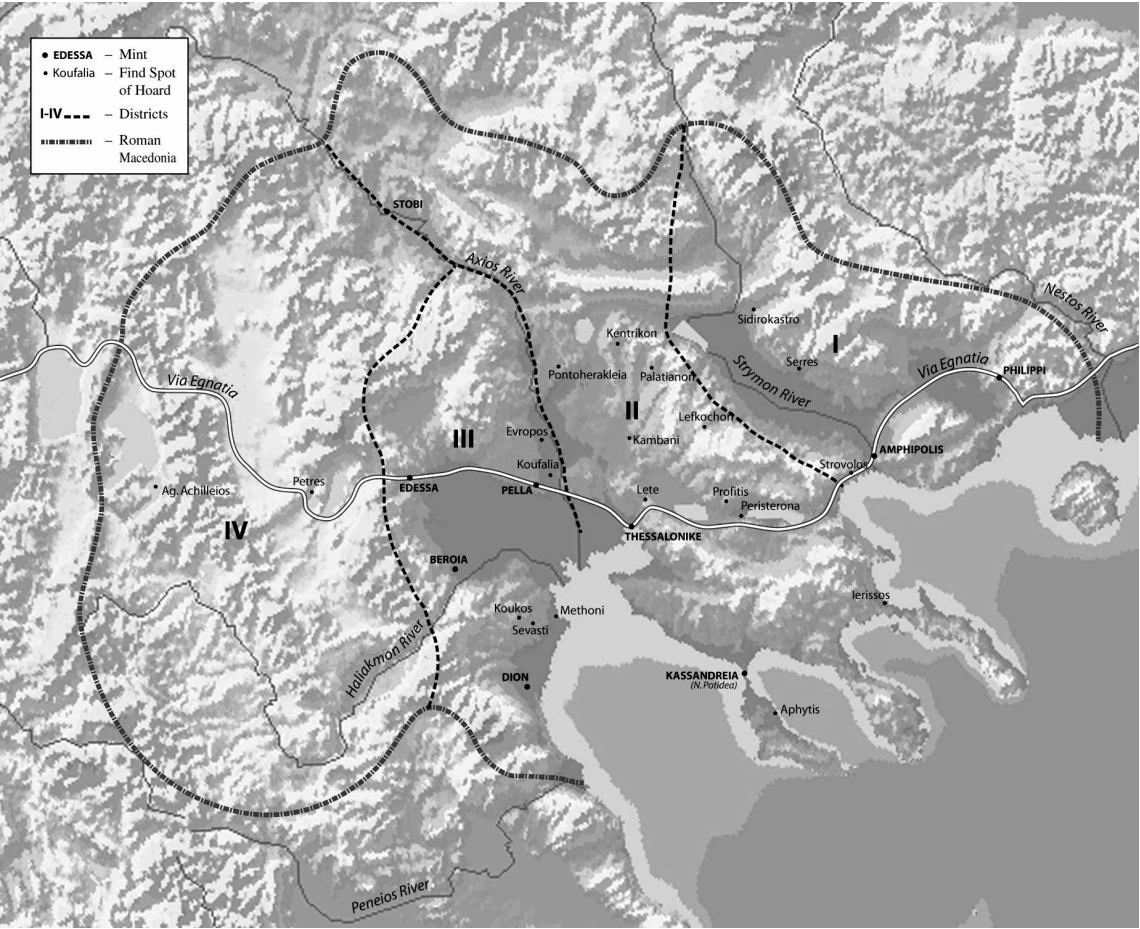 EDESSA – Mint
Koufalia – Find Spot
of Hoard
I-IV – Districts
– Roman
Macedonia
STOBI
Axios River
Nestos River
Sidirokastro
I
Kentrikon
Strymon River
Serres
Via Egnatia
PHILIPPI
Pontoherakleia
Palatianon
Via Egnatia
II
Lefkochori
III
Evropos
Kambani
AMPHIPOLIS
Koufalia
Strovolos
Petres
EDESSA
PELLA
Ag. Achilleios
Lete
Profitis
Peristerona
IV
THESSALONIKE
BEROIA
Ierissos
Koukos
Methoni
Sevasti
Haliakmon River
DION
KASSANDREIA
(N. Potidea)
Aphytis
Peneios River